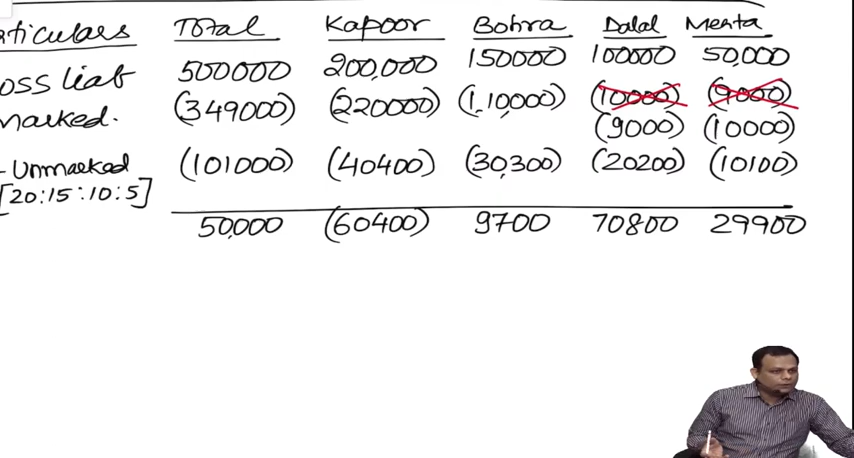 rticulars Total Kapoor Bohra Dalal Mehta
oss liab 500000 200,000 150000 100000 50,000
marked. (349000) (220000) (1,10,000) (10000) (9000)
(9000) (10000)
- Unmarked (101000) (40400) (30,300) (20200) (10100)
[20:15:10:5]
50,000 (60400) 9700 70800 29900